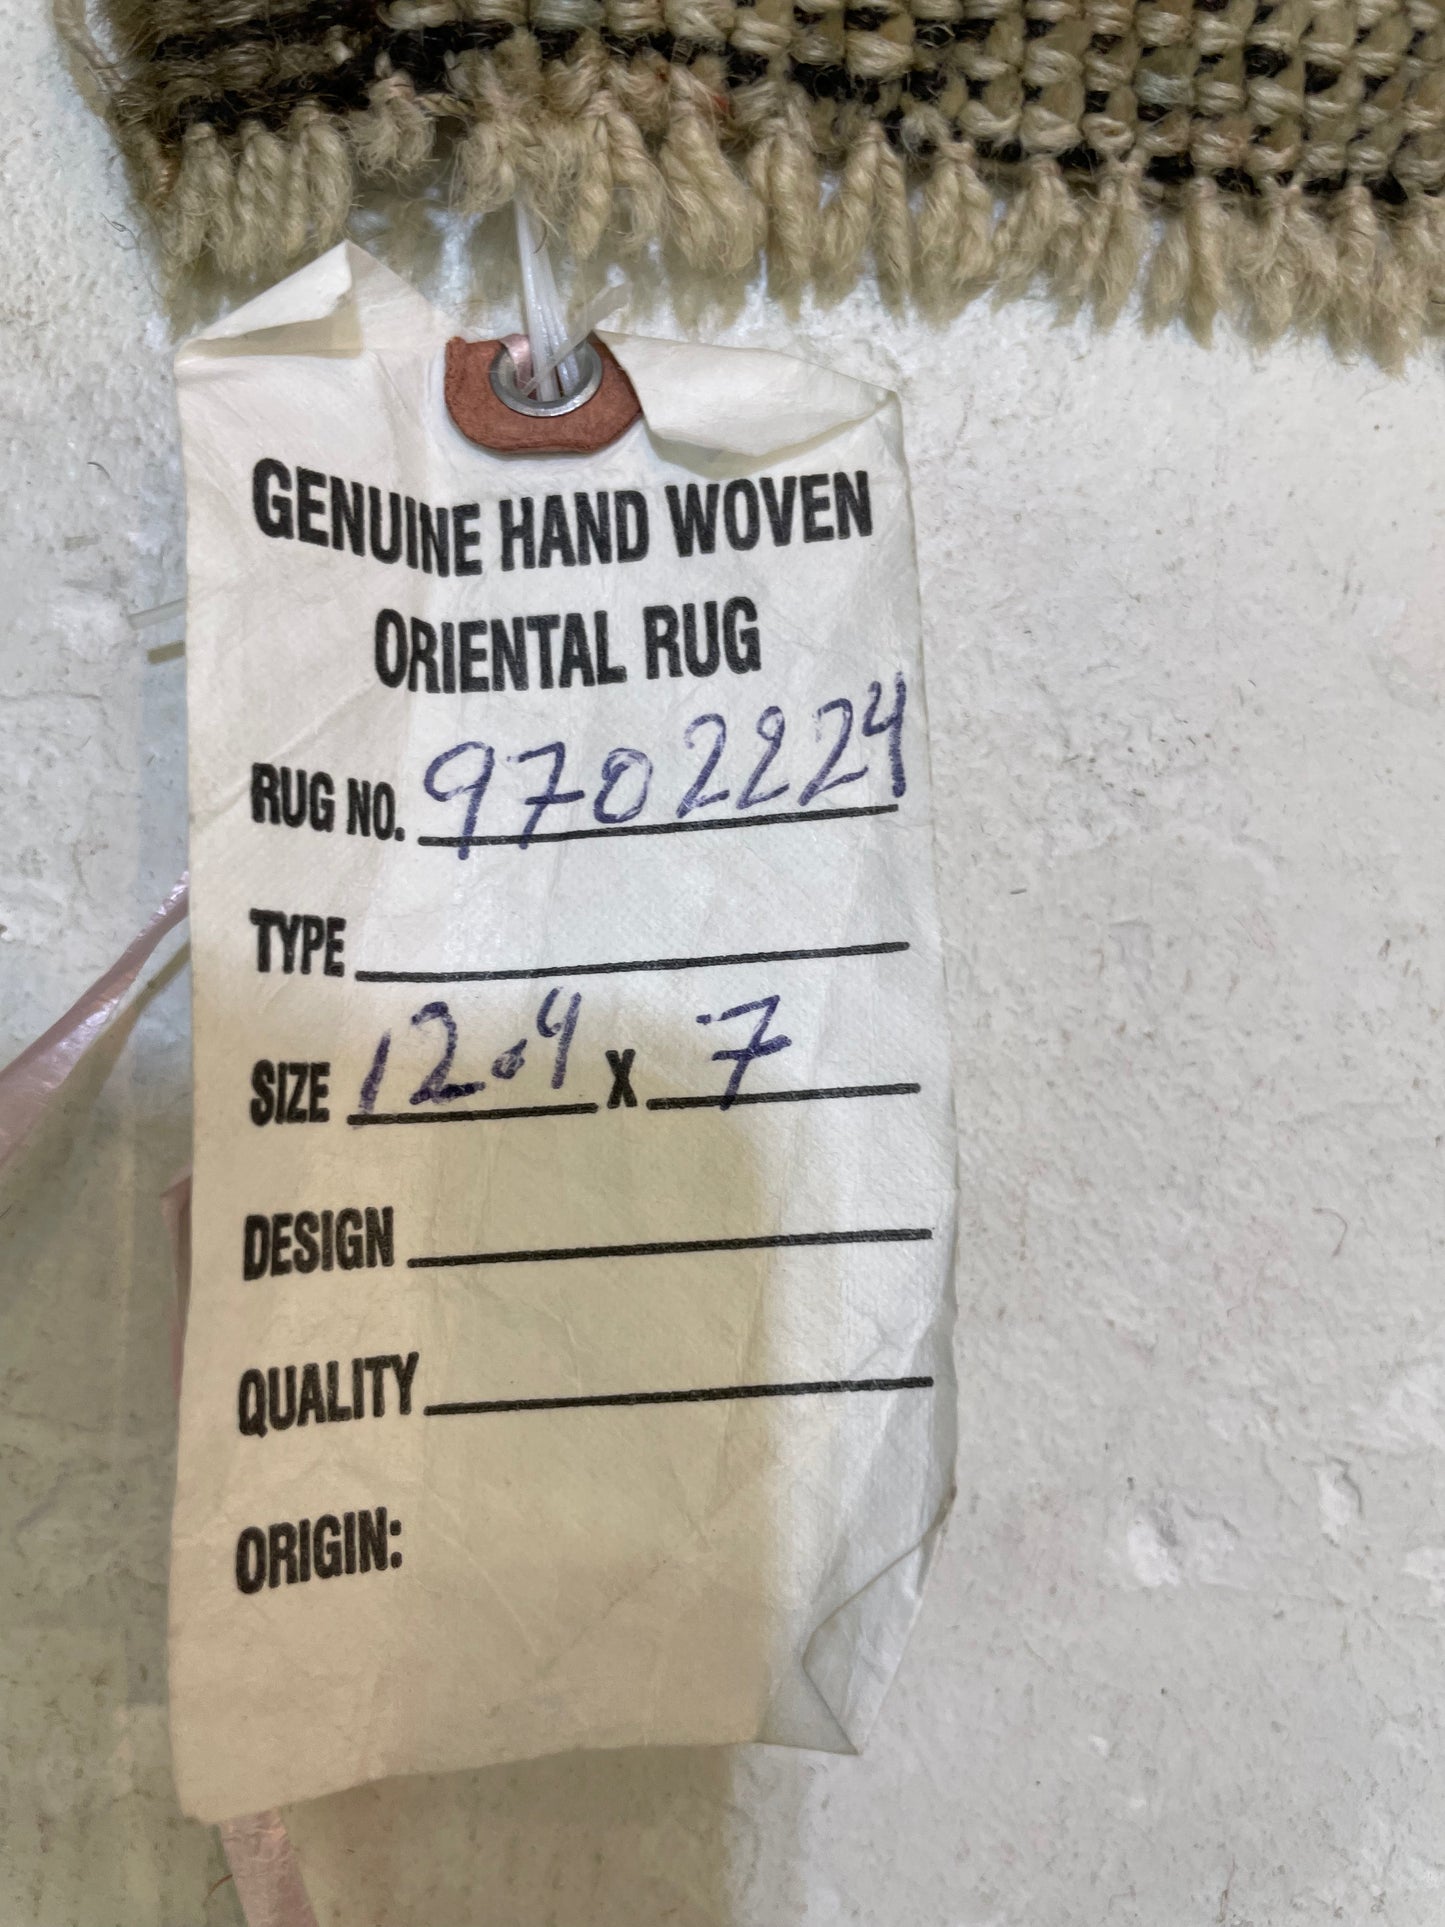 GENUINE HAND WOVEN
ORIENTAL RUG
RUG NO. 9702224
TYPE
SIZE 12.4 X 7
DESIGN
QUALITY
ORIGIN: